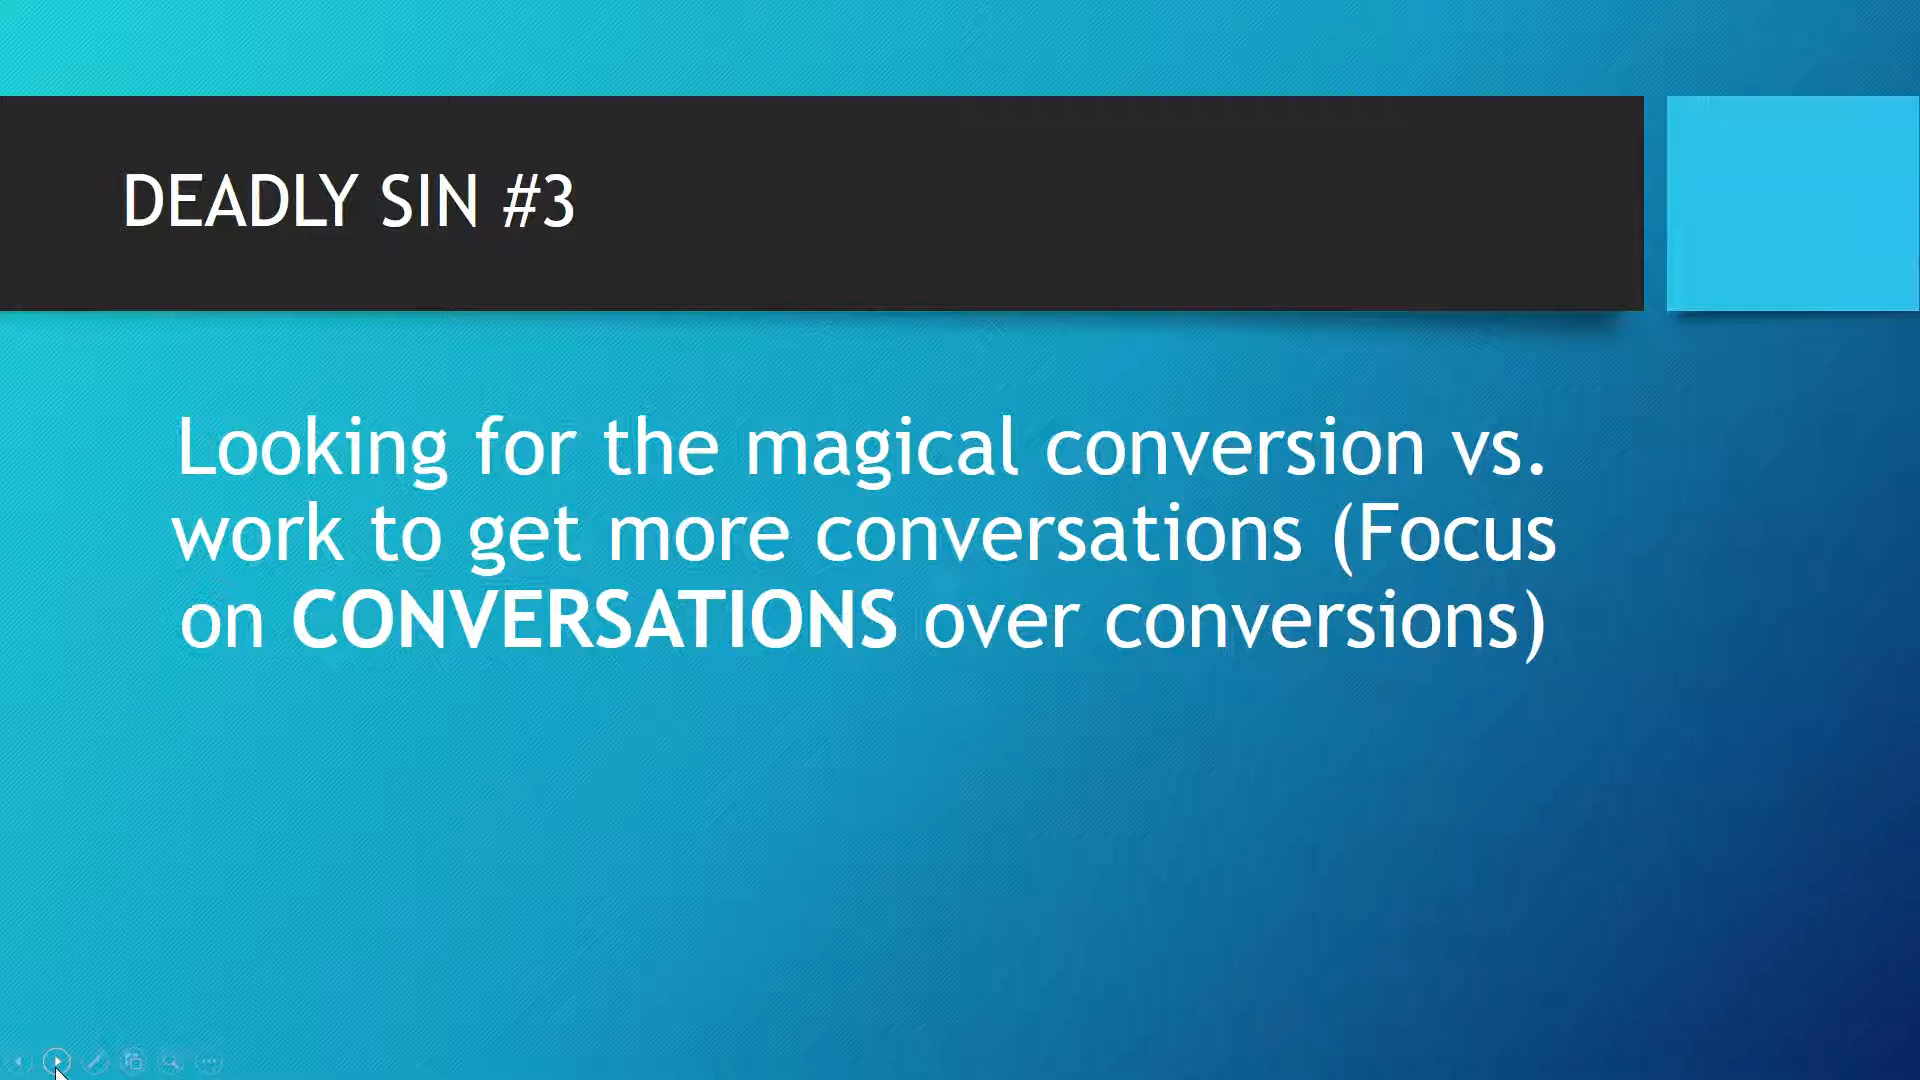 DEADLY SIN #3
Looking for the magical conversion vs.
work to get more conversations (Focus
on CONVERSATIONS over conversions)